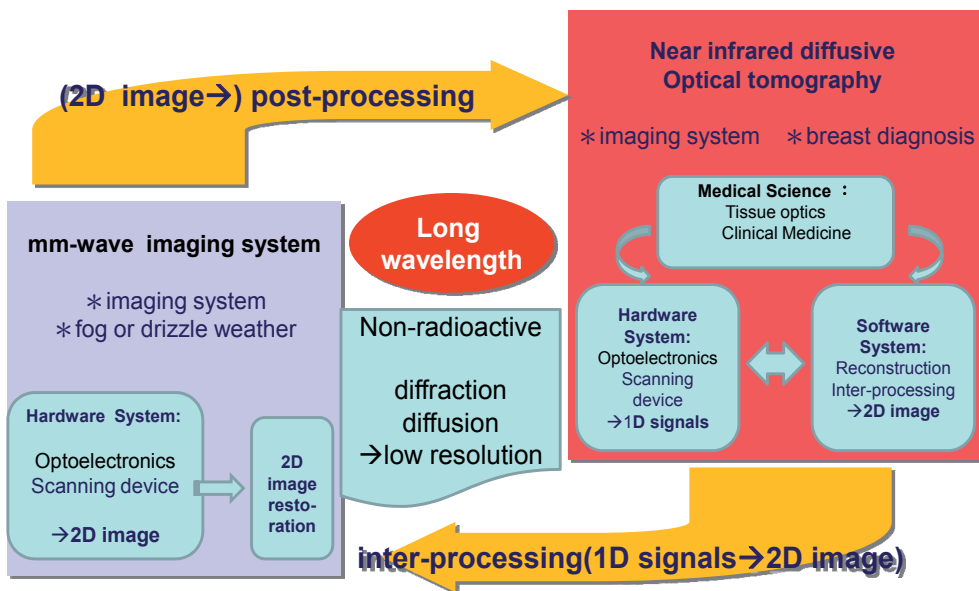 (2D image→) post-processing
Near infrared diffusive
Optical tomography
∗imaging system ∗breast diagnosis
Medical Science：
Tissue optics
Clinical Medicine
Hardware
System:
Optoelectronics
Scanning
device
→1D signals
Software
System:
Reconstruction
Inter-processing
→2D image
mm-wave imaging system
∗imaging system
∗fog or drizzle weather
Hardware System:
Optoelectronics
Scanning device
→2D image
2D
image
resto-
ration
Long
wavelength
Non-radioactive
diffraction
diffusion
→low resolution
inter-processing(1D signals→2D image)